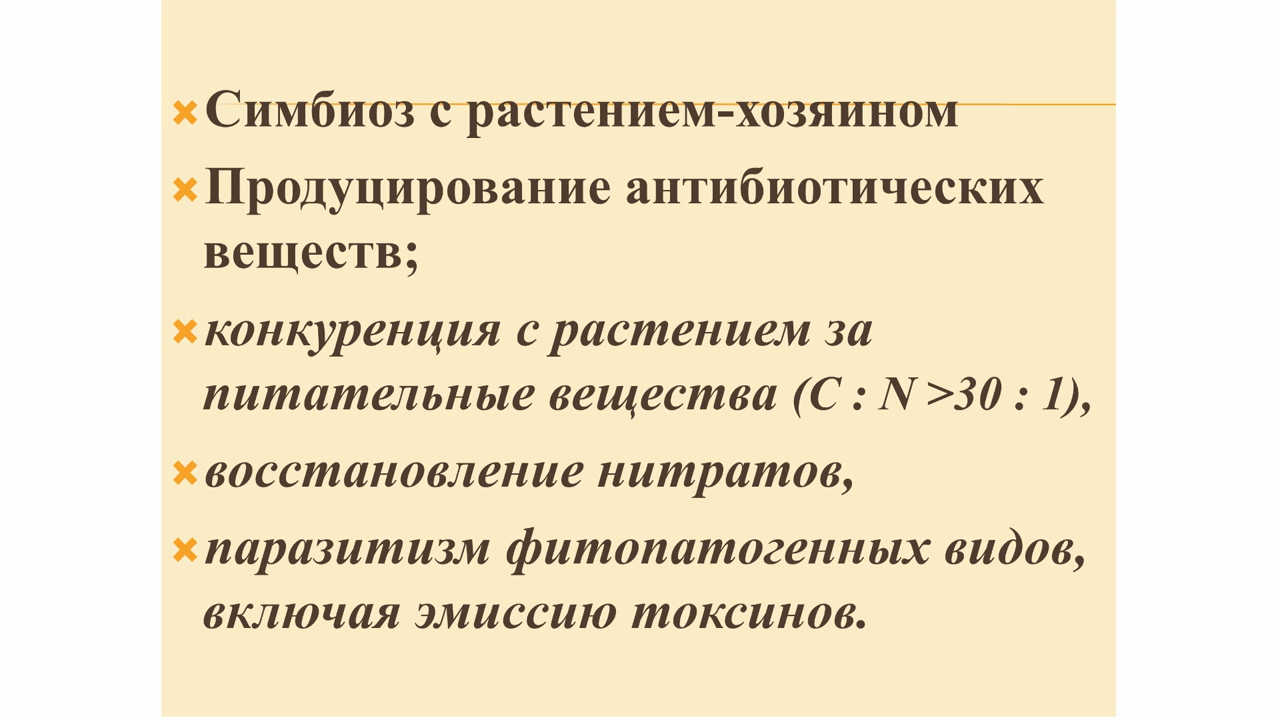 Симбиоз с растением-хозяином
Продуцирование антибиотических
веществ;
конкуренция с растением за
питательные вещества (C : N >30 : 1),
восстановление нитратов,
паразитизм фитопатогенных видов,
включая эмиссию токсинов.